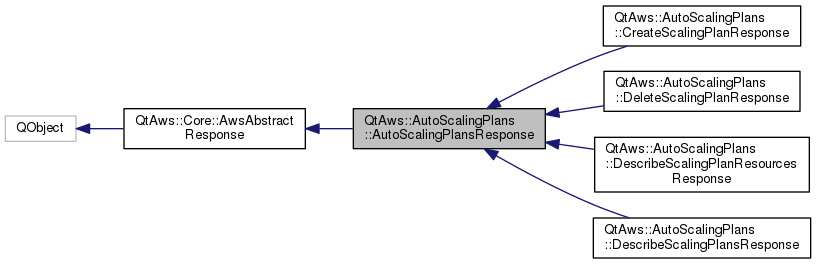 QObject
QtAws::Core::AwsAbstract
Response
QtAws::AutoScalingPlans
::AutoScalingPlansResponse
QtAws::AutoScalingPlans
::CreateScalingPlanResponse
QtAws::AutoScalingPlans
::DeleteScalingPlanResponse
QtAws::AutoScalingPlans
::DescribeScalingPlanResources
Response
QtAws::AutoScalingPlans
::DescribeScalingPlansResponse